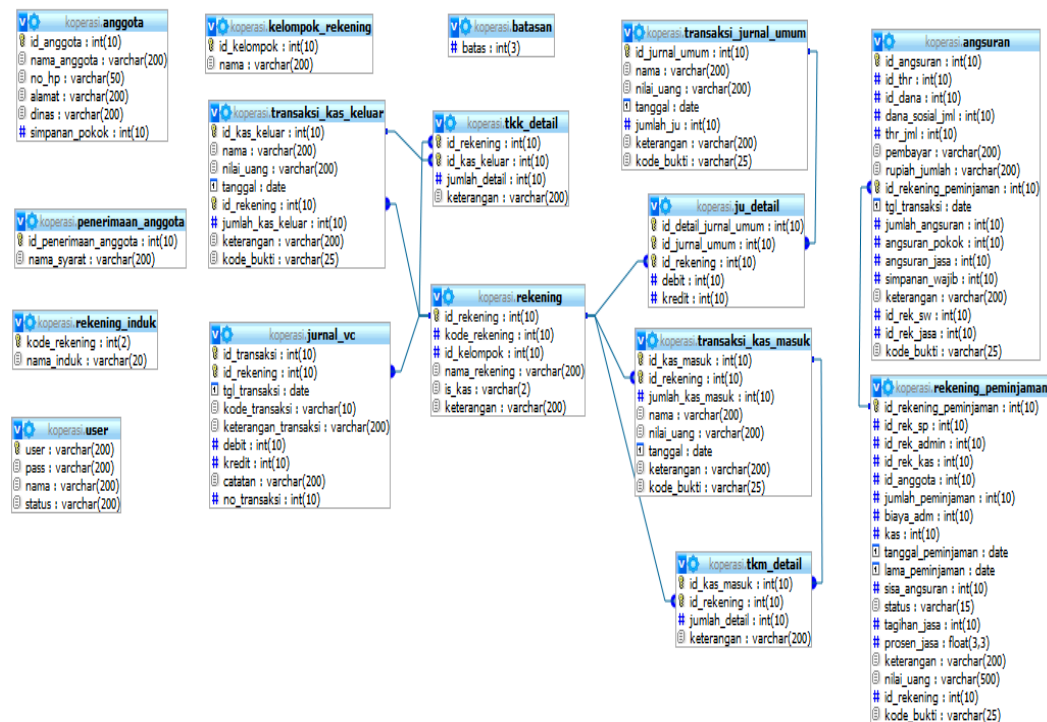 koperasi.anggota
id_anggota : int(10)
nama_anggota : varchar(200)
no_hp : varchar(50)
alamat : varchar(200)
dinas : varchar(200)
simpanan_pokok : int(10)
koperasi.kelompok_rekening
id_kelompok : int(10)
nama : varchar(200)
koperasi.batasan
batas : int(3)
koperasi.transaksi_jurnal_umum
id_jurnal_umum : int(10)
nama : varchar(200)
nilai_uang : varchar(200)
tanggal : date
jumlah_ju : int(10)
keterangan : varchar(200)
kode_bukti : varchar(25)
koperasi.angsuran
id_angsuran : int(10)
id_thr : int(10)
id_dana : int(10)
dana_sosial_jml : int(10)
thr_jml : int(10)
pembayar : varchar(200)
rupiah_jumlah : varchar(200)
id_rekening_peminjaman : int(10)
tgl_transaksi : date
jumlah_angsuran : int(10)
angsuran_pokok : int(10)
angsuran_jasa : int(10)
simpanan_wajib : int(10)
keterangan : varchar(200)
id_rek_sw : int(10)
id_rek_jasa : int(10)
kode_bukti : varchar(25)
koperasi.transaksi_kas_keluar
id_kas_keluar : int(10)
nama : varchar(200)
nilai_uang : varchar(200)
tanggal : date
id_rekening : int(10)
jumlah_kas_keluar : int(10)
keterangan : varchar(200)
kode_bukti : varchar(25)
koperasi.tkk_detail
id_rekening : int(10)
id_kas_keluar : int(10)
jumlah_detail : int(10)
keterangan : varchar(200)
koperasi.penerimaan_anggota
id_penerimaan_anggota : int(10)
nama_syarat : varchar(200)
koperasi.ju_detail
id_detail_jurnal_umum : int(10)
id_jurnal_umum : int(10)
id_rekening : int(10)
debit : int(10)
kredit : int(10)
koperasi.rekening_induk
kode_rekening : int(2)
nama_induk : varchar(20)
koperasi.jurnal_vc
id_transaksi : int(10)
id_rekening : int(10)
tgl_transaksi : date
kode_transaksi : varchar(10)
keterangan_transaksi : varchar(200)
debit : int(10)
kredit : int(10)
catatan : varchar(200)
no_transaksi : int(10)
koperasi.rekening
id_rekening : int(10)
kode_rekening : int(10)
id_kelompok : int(10)
nama_rekening : varchar(200)
is_kas : varchar(2)
keterangan : varchar(200)
koperasi.transaksi_kas_masuk
id_kas_masuk : int(10)
id_rekening : int(10)
jumlah_kas_masuk : int(10)
nama : varchar(200)
nilai_uang : varchar(200)
tanggal : date
keterangan : varchar(200)
kode_bukti : varchar(25)
koperasi.rekening_peminjaman
id_rekening_peminjaman : int(10)
id_rek_sp : int(10)
id_rek_admin : int(10)
id_rek_kas : int(10)
id_anggota : int(10)
jumlah_peminjaman : int(10)
biaya_adm : int(10)
kas : int(10)
tanggal_peminjaman : date
lama_peminjaman : date
sisa_angsuran : int(10)
status : varchar(15)
tagihan_jasa : int(10)
prosen_jasa : float(3,3)
keterangan : varchar(200)
nilai_uang : varchar(500)
id_rekening : int(10)
kode_bukti : varchar(25)
koperasi.user
user : varchar(200)
pass : varchar(200)
nama : varchar(200)
status : varchar(200)
koperasi.tkm_detail
id_kas_masuk : int(10)
id_rekening : int(10)
jumlah_detail : int(10)
keterangan : varchar(200)